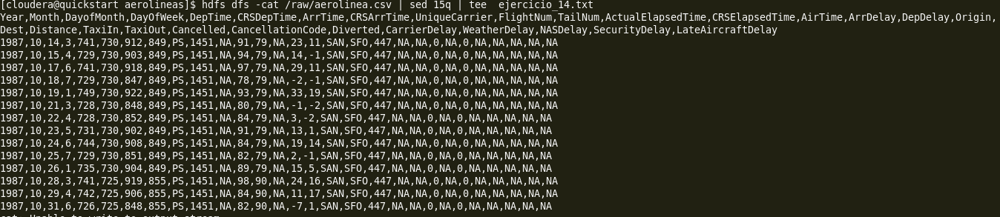 [cloudera@quickstart aerolineas]$ hdfs dfs -cat /raw/aerolinea.csv | sed 15q | tee  ejercicio_14.txt
Year,Month,DayofMonth,DayOfWeek,DepTime,CRSDepTime,ArrTime,CRSArrTime,UniqueCarrier,FlightNum,TailNum,ActualElapsedTime,CRSElapsedTime,AirTime,ArrDelay,DepDelay,Origin,
Dest,Distance,TaxiIn,TaxiOut,Cancelled,CancellationCode,Diverted,CarrierDelay,WeatherDelay,NASDelay,SecurityDelay,LateAircraftDelay
1987,10,14,3,741,730,912,849,PS,1451,NA,91,79,NA,23,11,SAN,SFO,447,NA,NA,0,NA,0,NA,NA,NA,NA,NA
1987,10,15,4,729,730,903,849,PS,1451,NA,94,79,NA,14,-1,SAN,SFO,447,NA,NA,0,NA,0,NA,NA,NA,NA,NA
1987,10,17,6,741,730,918,849,PS,1451,NA,97,79,NA,29,11,SAN,SFO,447,NA,NA,0,NA,0,NA,NA,NA,NA,NA
1987,10,18,7,729,730,847,849,PS,1451,NA,78,79,NA,-2,-1,SAN,SFO,447,NA,NA,0,NA,0,NA,NA,NA,NA,NA
1987,10,19,1,749,730,922,849,PS,1451,NA,93,79,NA,33,19,SAN,SFO,447,NA,NA,0,NA,0,NA,NA,NA,NA,NA
1987,10,21,3,728,730,848,849,PS,1451,NA,80,79,NA,-1,-2,SAN,SFO,447,NA,NA,0,NA,0,NA,NA,NA,NA,NA
1987,10,22,4,728,730,852,849,PS,1451,NA,84,79,NA,3,-2,SAN,SFO,447,NA,NA,0,NA,0,NA,NA,NA,NA,NA
1987,10,23,5,731,730,902,849,PS,1451,NA,91,79,NA,13,1,SAN,SFO,447,NA,NA,0,NA,0,NA,NA,NA,NA,NA
1987,10,24,6,744,730,908,849,PS,1451,NA,84,79,NA,19,14,SAN,SFO,447,NA,NA,0,NA,0,NA,NA,NA,NA,NA
1987,10,25,7,729,730,851,849,PS,1451,NA,82,79,NA,2,-1,SAN,SFO,447,NA,NA,0,NA,0,NA,NA,NA,NA,NA
1987,10,26,1,735,730,904,849,PS,1451,NA,89,79,NA,15,5,SAN,SFO,447,NA,NA,0,NA,0,NA,NA,NA,NA,NA
1987,10,28,3,741,725,919,855,PS,1451,NA,98,90,NA,24,16,SAN,SFO,447,NA,NA,0,NA,0,NA,NA,NA,NA,NA
1987,10,29,4,742,725,906,855,PS,1451,NA,84,90,NA,11,17,SAN,SFO,447,NA,NA,0,NA,0,NA,NA,NA,NA,NA
1987,10,31,6,726,725,848,855,PS,1451,NA,82,90,NA,-7,1,SAN,SFO,447,NA,NA,0,NA,0,NA,NA,NA,NA,NA